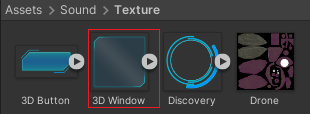 Assets > Sound > Texture
3D Button 3D Window Discovery Drone